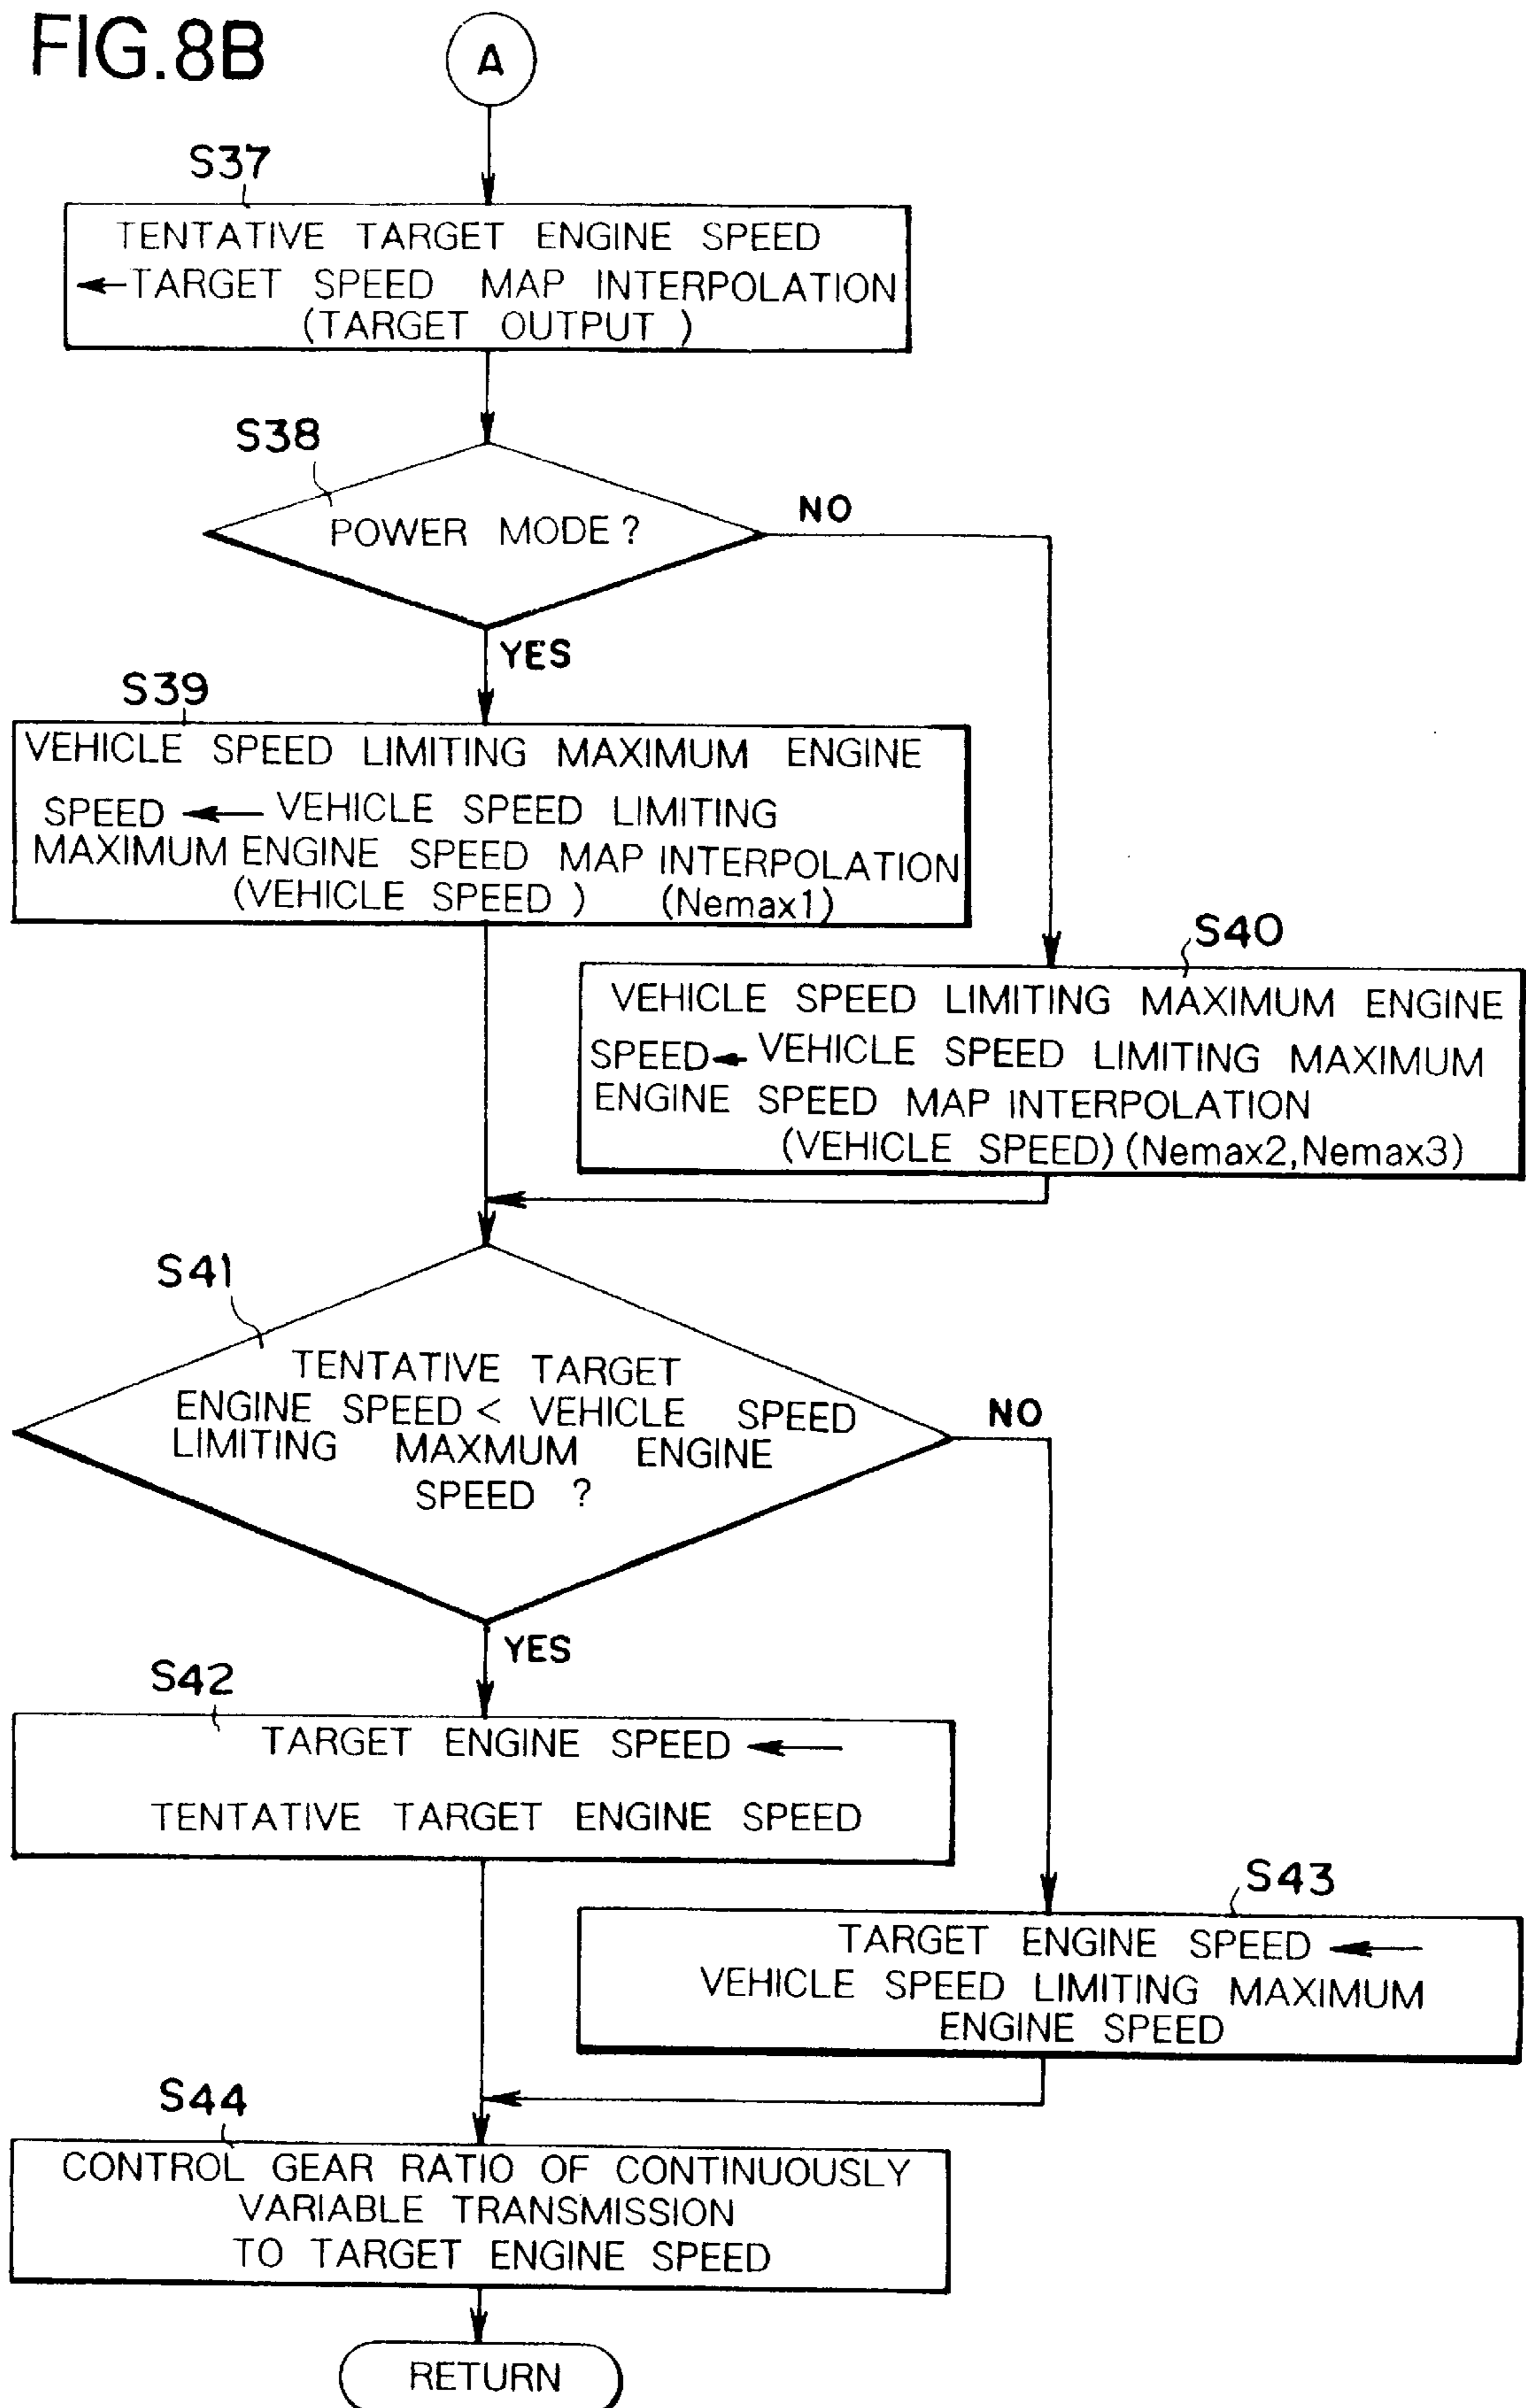 FIG.8B
A
S37
TENTATIVE TARGET ENGINE SPEED
←TARGET SPEED MAP INTERPOLATION
(TARGET OUTPUT )
S38
POWER MODE ?
NO
YES
S39
VEHICLE SPEED LIMITING MAXIMUM ENGINE
SPEED ← VEHICLE SPEED LIMITING
MAXIMUM ENGINE SPEED MAP INTERPOLATION
(VEHICLE SPEED ) (Nemax1)
S40
VEHICLE SPEED LIMITING MAXIMUM ENGINE
SPEED← VEHICLE SPEED LIMITING MAXIMUM
ENGINE SPEED MAP INTERPOLATION
(VEHICLE SPEED) (Nemax2,Nemax3)
S41
TENTATIVE TARGET
ENGINE SPEED < VEHICLE SPEED
LIMITING MAXMUM ENGINE
SPEED ?
NO
YES
S42
TARGET ENGINE SPEED ←
TENTATIVE TARGET ENGINE SPEED
S43
TARGET ENGINE SPEED ←
VEHICLE SPEED LIMITING MAXIMUM
ENGINE SPEED
S44
CONTROL GEAR RATIO OF CONTINUOUSLY
VARIABLE TRANSMISSION
TO TARGET ENGINE SPEED
RETURN